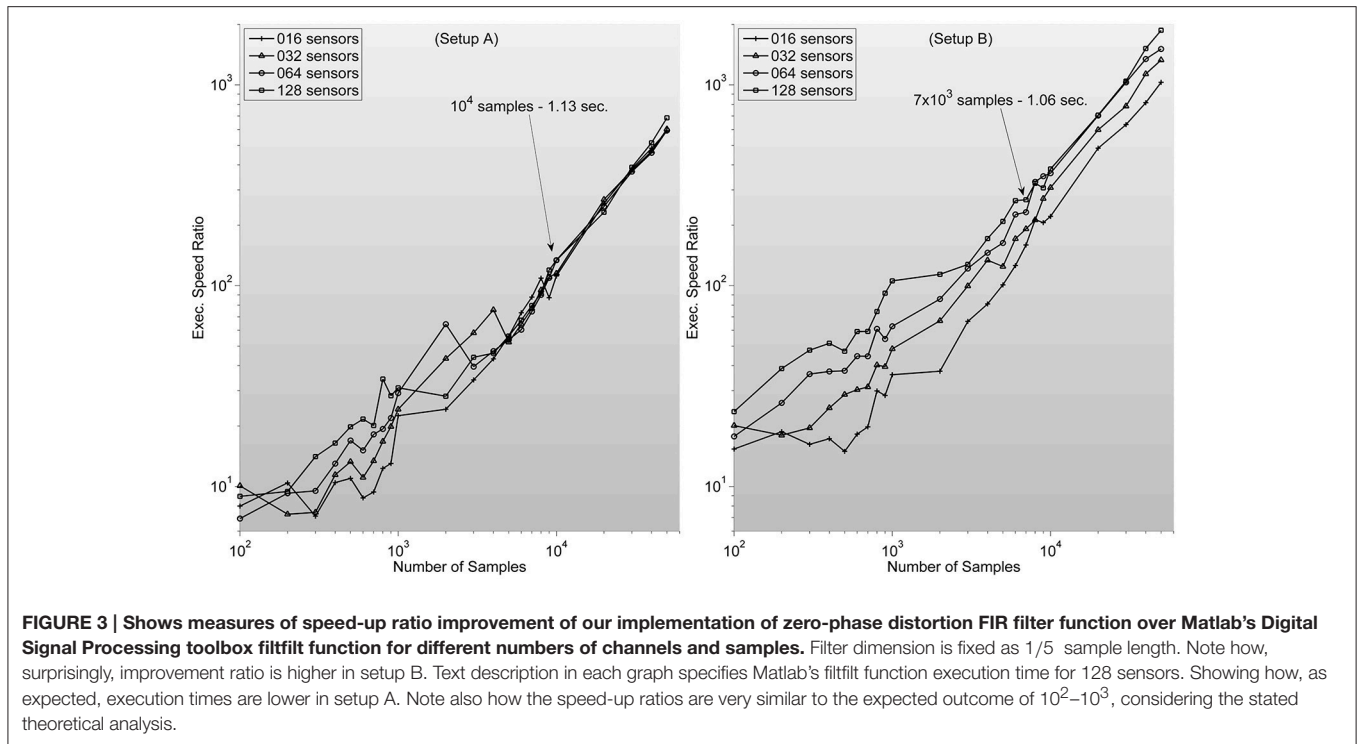 016 sensors
032 sensors
064 sensors
128 sensors
(Setup A)
10^4 samples - 1.13 sec.
Exec. Speed Ratio
10^3
10^2
10^1
10^2
10^3
10^4
Number of Samples
016 sensors
032 sensors
064 sensors
128 sensors
(Setup B)
7x10^3 samples - 1.06 sec.
Exec. Speed Ratio
10^3
10^2
10^1
10^2
10^3
10^4
Number of Samples
FIGURE 3 | Shows measures of speed-up ratio improvement of our implementation of zero-phase distortion FIR filter function over Matlab's Digital
Signal Processing toolbox filtfilt function for different numbers of channels and samples. Filter dimension is fixed as 1/5 sample length. Note how,
surprisingly, improvement ratio is higher in setup B. Text description in each graph specifies Matlab's filtfilt function execution time for 128 sensors. Showing how, as
expected, execution times are lower in setup A. Note also how the speed-up ratios are very similar to the expected outcome of 10^2–10^3, considering the stated
theoretical analysis.